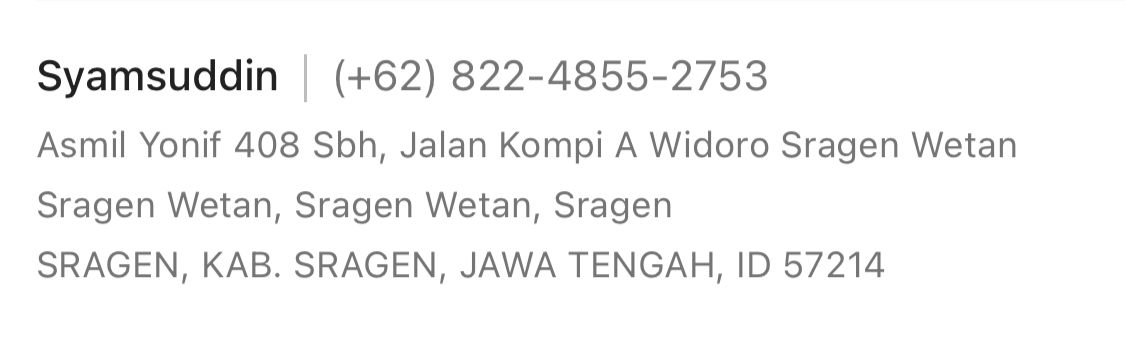 Syamsuddin | (+62) 822-4855-2753
Asmil Yonif 408 Sbh, Jalan Kompi A Widoro Sragen Wetan
Sragen Wetan, Sragen Wetan, Sragen
SRAGEN, KAB. SRAGEN, JAWA TENGAH, ID 57214